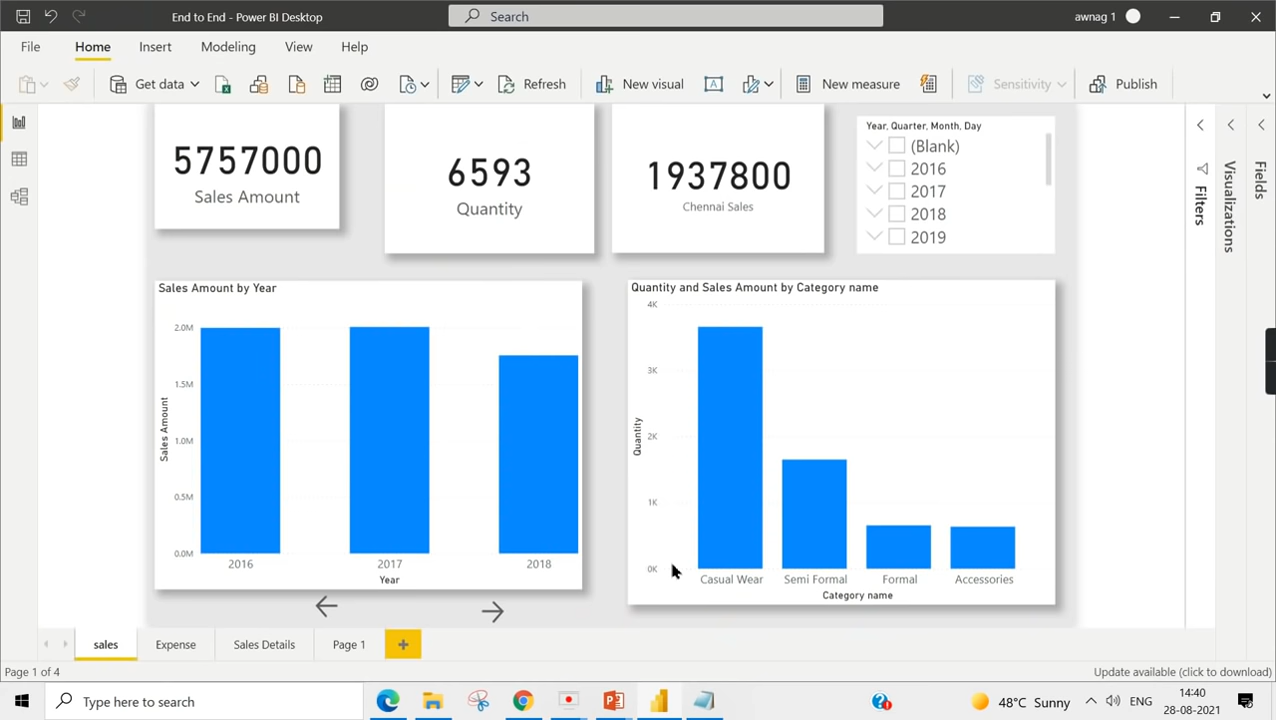 End to End - Power BI Desktop
Search
awnag 1
File
Home
Insert
Modeling
View
Help
Get data
Refresh
New visual
New measure
Sensitivity
Publish
5757000
Sales Amount
6593
Quantity
1937800
Chennai Sales
Year, Quarter, Month, Day
(Blank)
2016
2017
2018
2019
Filters
Visualizations
Fields
Sales Amount by Year
Sales Amount
2.0M
1.5M
1.0M
0.5M
0.0M
2016
2017
2018
Year
Quantity and Sales Amount by Category name
Quantity
4K
3K
2K
1K
0K
Casual Wear
Semi Formal
Formal
Accessories
Category name
sales
Expense
Sales Details
Page 1
Page 1 of 4
Update available (click to download)
Type here to search
48°C Sunny
ENG
14:40
28-08-2021